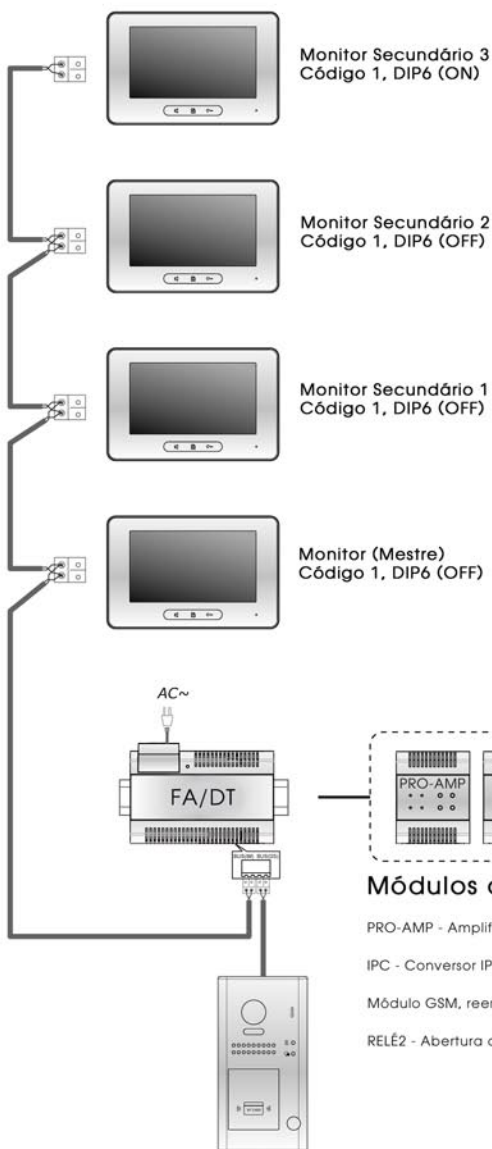 Monitor Secundário 3
Código 1, DIP6 (ON)
Monitor Secundário 2
Código 1, DIP6 (OFF)
Monitor Secundário 1
Código 1, DIP6 (OFF)
Monitor (Mestre)
Código 1, DIP6 (OFF)
AC~
FA/DT
PRO-AMP
Módulos
PRO-AMP -
IPC - Conversor
Módulo GSM,
RELÉ2 - Abertura